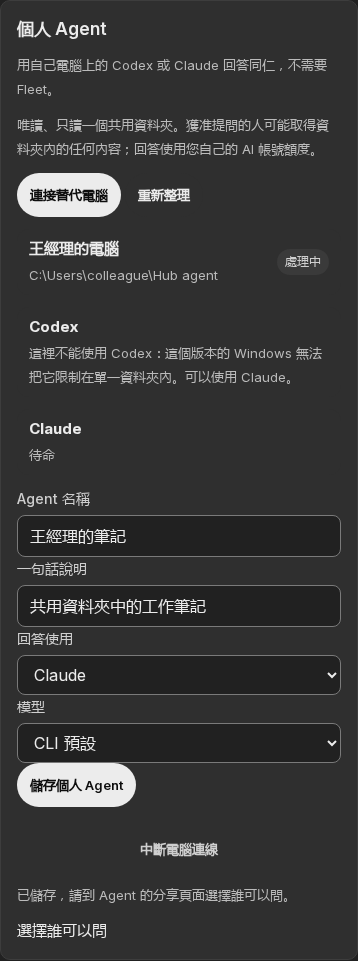 個人 Agent
用自己電腦上的 Codex 或 Claude 回答同仁，不需要
Fleet。
唯讀、只讀一個共用資料夾。獲准提問的人可能取得資
料夾內的任何內容；回答使用您自己的 AI 帳號額度。
連接替代電腦 重新整理
王經理的電腦
處理中
C:\Users\colleague\Hub agent
Codex
這裡不能使用 Codex：這個版本的 Windows 無法
把它限制在單一資料夾內。可以使用 Claude。
Claude
待命
Agent 名稱
王經理的筆記
一句話說明
共用資料夾中的工作筆記
回答使用
Claude
模型
CLI 預設
儲存個人 Agent
中斷電腦連線
已儲存，請到 Agent 的分享頁面選擇誰可以問。
選擇誰可以問